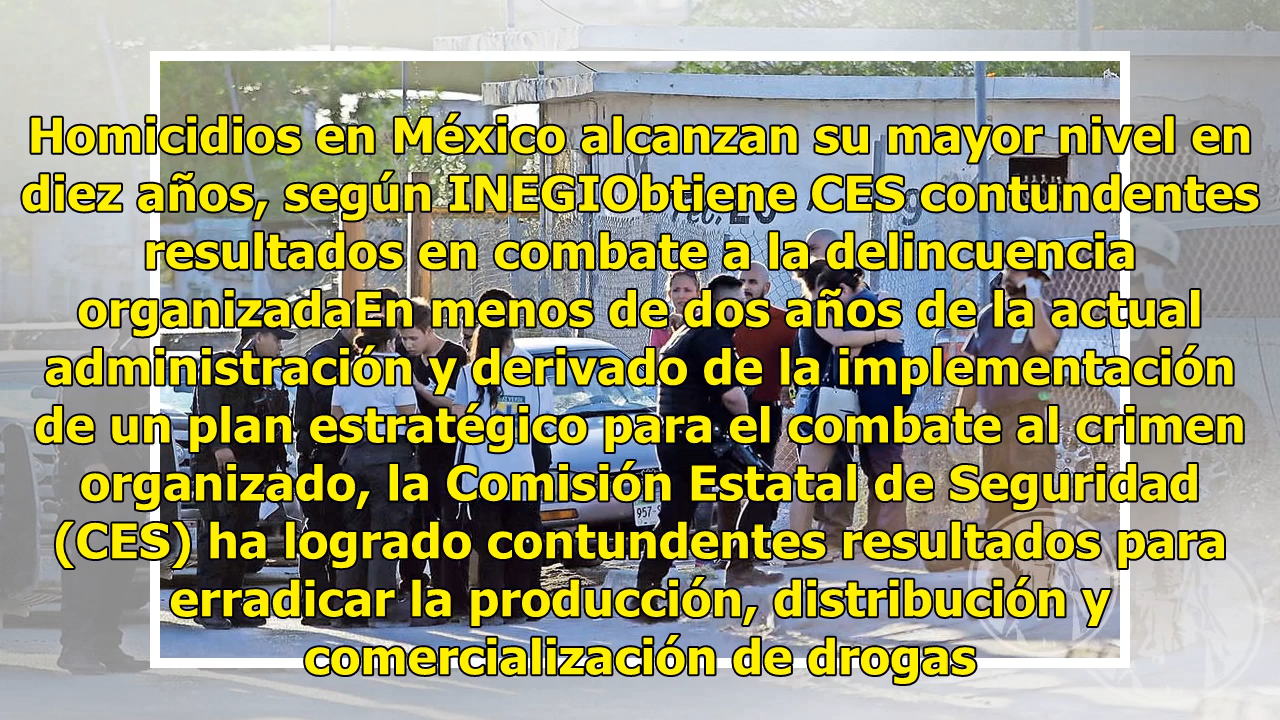 Homicidios en México alcanzan su mayor nivel en
diez años, según INEGIObtiene CES contundentes
resultados en combate a la delincuencia
organizadaEn menos de dos años de la actual
administración y derivado de la implementación
de un plan estratégico para el combate al crimen
organizado, la Comisión Estatal de Seguridad
(CES) ha logrado contundentes resultados para
erradicar la producción, distribución y
comercialización de drogas